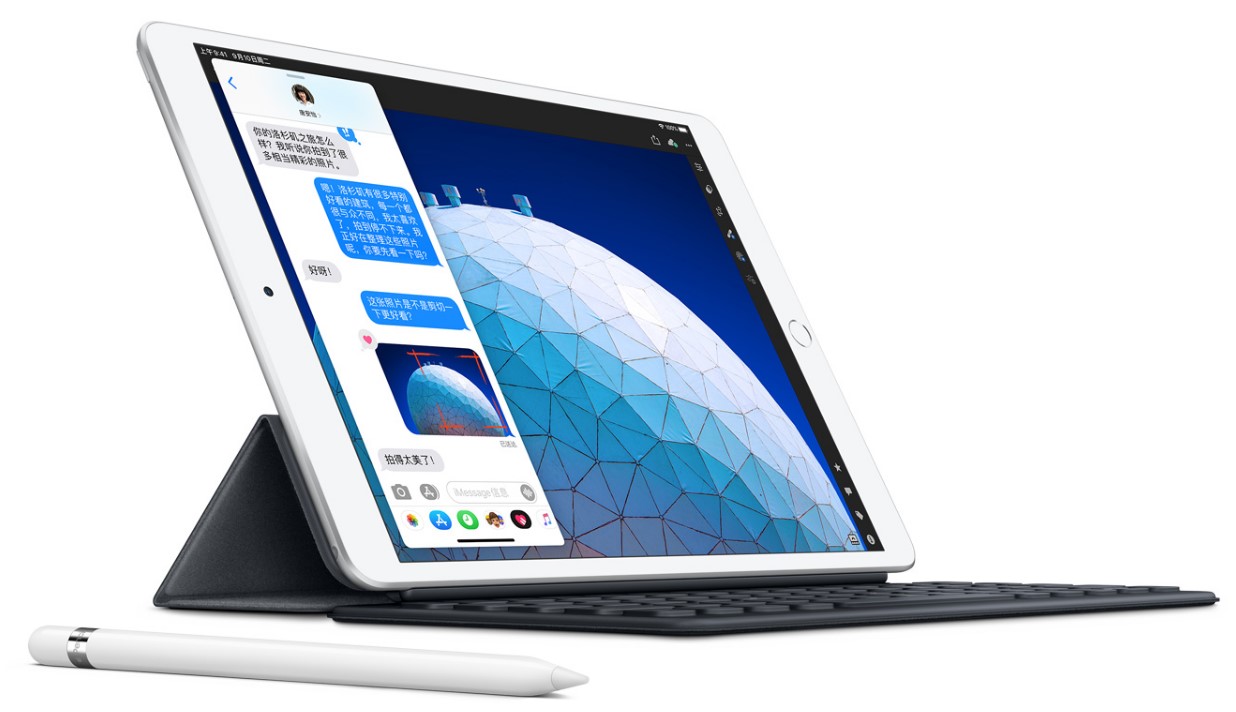 上午9:41 9月10日周二
100%
你的洛杉矶之旅怎么
样？我听说你拍到了很
多相当精彩的照片。
嗯！洛杉矶有很多特别
好看的建筑，每一个都
很与众不同，我太喜欢
了，拍到停不下来。我
正好在整理这些照片
呢，你要先看一下吗？
好呀！
这张照片是不是剪切一
下更好看？
已送达
拍得太美了！
iMessage信息